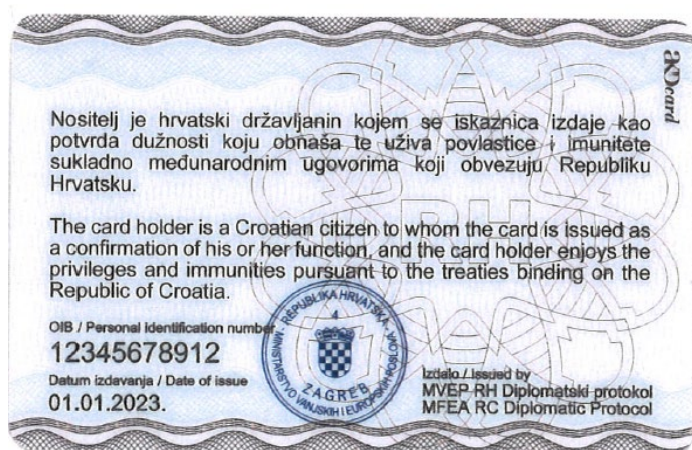 Nositelj je hrvatski državljanin kojem se iskaznica izdaje kao
potvrda dužnosti koju obnaša te uživa povlastice i imunitete
sukladno međunarodnim ugovorima koji obvezuju Republiku
Hrvatsku.
The card holder is a Croatian citizen to whom the card is issued as
a confirmation of his or her function, and the card holder enjoys the
privileges and immunities pursuant to the treaties binding on the
Republic of Croatia.
OIB / Personal identification number
12345678912
Datum izdavanja / Date of issue
01.01.2023.
REPUBLIKA HRVATSKA
4
MINISTARSTVO VANJSKIH I EUROPSKIH POSLOVA
ZAGREB
Izdalo / Issued by
MVEP RH Diplomatski protokol
MFEA RC Diplomatic Protocol
RH
card